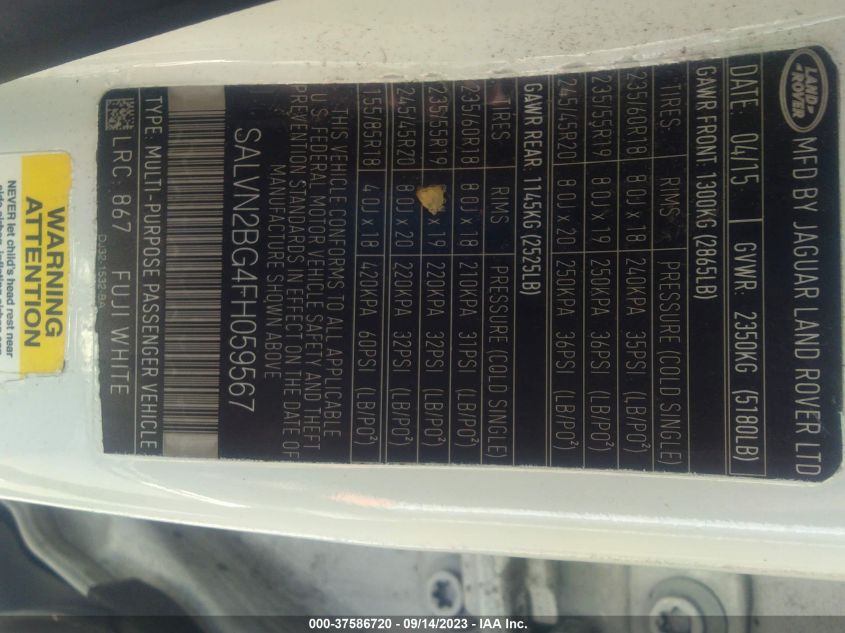 LAND-ROVER
MFD BY JAGUAR LAND ROVER LTD
DATE: 04/15 GVWR: 2350KG (5180LB)
GAWR FRONT: 1300KG (2865LB)
TIRES RIMS PRESSURE (COLD SINGLE)
235/60R18 8.0J x 18 240KPA 35PSI (LB/PO²)
235/55R19 8.0J x 19 250KPA 36PSI (LB/PO²)
245/45R20 8.0J x 20 250KPA 36PSI (LB/PO²)
GAWR REAR: 1145KG (2525LB)
TIRES RIMS PRESSURE (COLD SINGLE)
235/60R18 8.0J x 18 210KPA 31PSI (LB/PO²)
235/55R19 x 19 220KPA 32PSI (LB/PO²)
245/45R20 8.0J x 20 220KPA 32PSI (LB/PO²)
155/85R18 4.0J x 18 420KPA 60PSI (LB/PO²)
THIS VEHICLE CONFORMS TO ALL APPLICABLE
U.S. FEDERAL MOTOR VEHICLE SAFETY AND THEFT
PREVENTION STANDARDS IN EFFECT ON THE DATE OF
MANUFACTURE SHOWN ABOVE
SALVN2BG4FH059567
TYPE: MULTI-PURPOSE PASSENGER VEHICLE
LRC: 867 FUJI WHITE
WARNING
ATTENTION
NEVER let child's head rest near
000-37586720 - 09/14/2023 - IAA Inc.